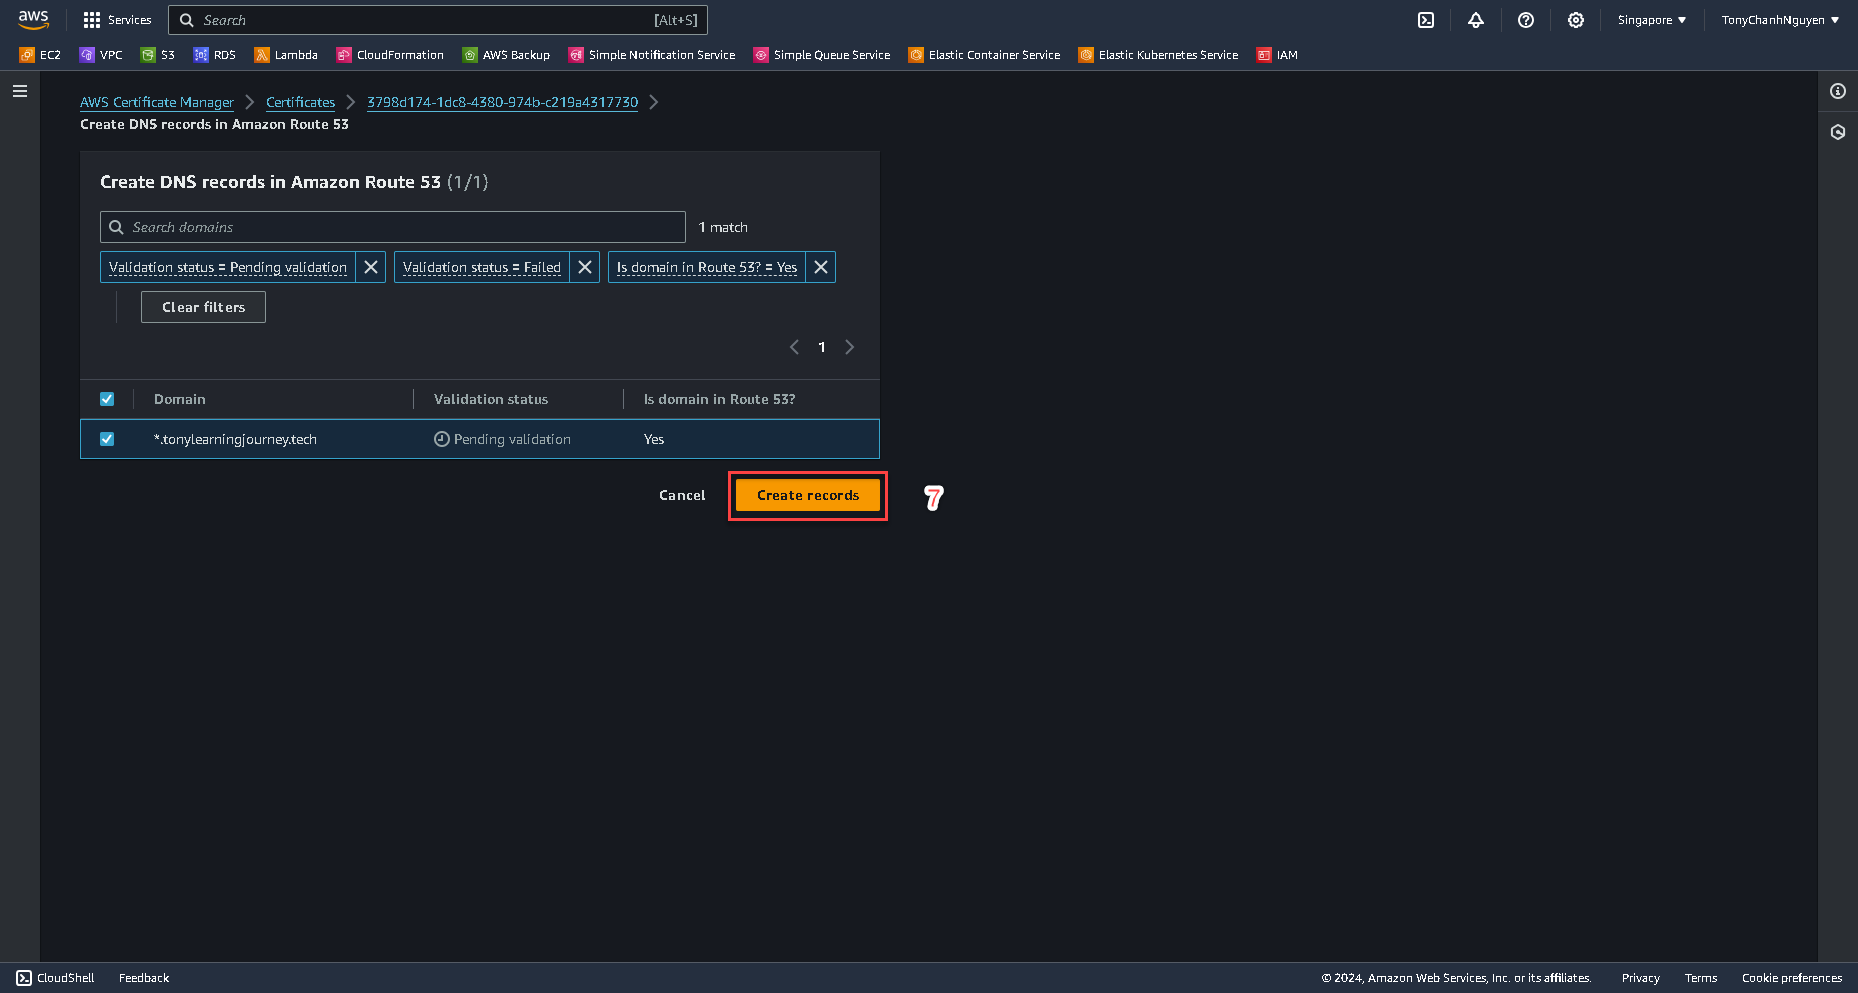 aws
Services
Search [Alt+S]
Singapore
TonyChanhNguyen
EC2 VPC S3 RDS Lambda CloudFormation AWS Backup Simple Notification Service Simple Queue Service Elastic Container Service Elastic Kubernetes Service IAM
AWS Certificate Manager Certificates 3798d174-1dc8-4380-974b-c219a4317730
Create DNS records in Amazon Route 53
Create DNS records in Amazon Route 53 (1/1)
Search domains 1 match
Validation status = Pending validation Validation status = Failed Is domain in Route 53? = Yes
Clear filters
1
Domain Validation status Is domain in Route 53?
*.tonylearningjourney.tech Pending validation Yes
Cancel Create records 7
CloudShell Feedback © 2024, Amazon Web Services, Inc. or its affiliates. Privacy Terms Cookie preferences